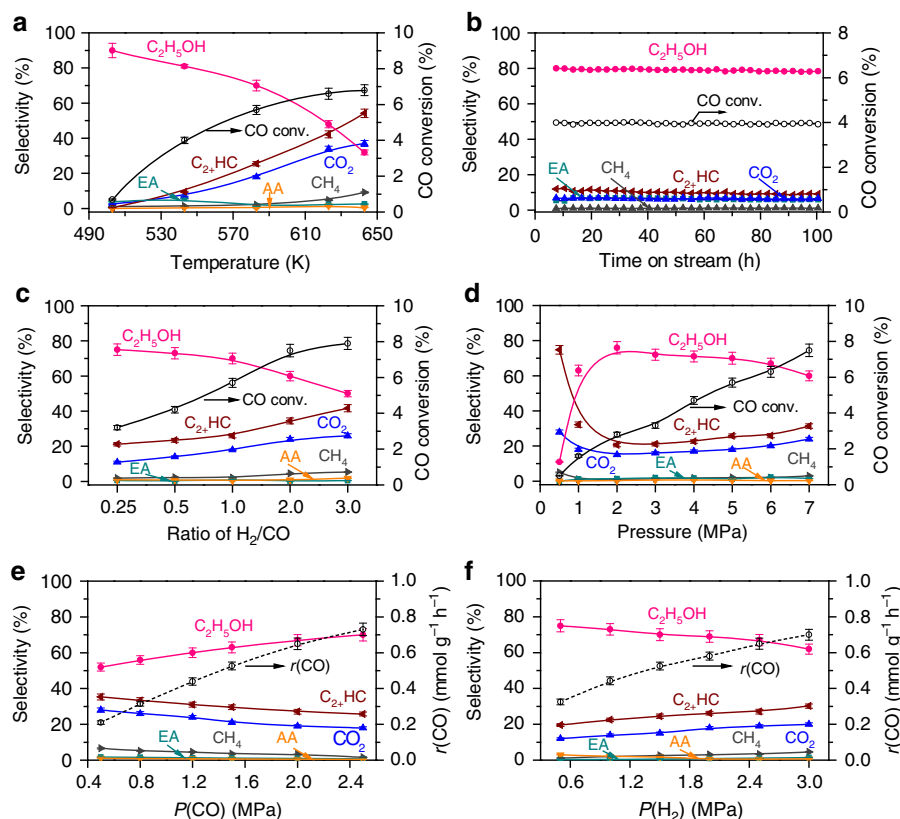 a
b
100
80
60
40
20
0
Selectivity (%)
C₂H₅OH
CO conv.
C₂₊HC
CO₂
EA
AA
CH₄
10
8
6
4
2
0
CO conversion (%)
490 530 570 610 650
Temperature (K)
100
80
60
40
20
0
Selectivity (%)
C₂H₅OH
CO conv.
EA
CH₄
C₂₊HC
CO₂
8
6
4
2
0
CO conversion (%)
0 20 40 60 80 100
Time on stream (h)
c
d
100
80
60
40
20
0
Selectivity (%)
C₂H₅OH
CO conv.
C₂₊HC
CO₂
EA
AA
CH₄
10
8
6
4
2
0
CO conversion (%)
0.25 0.5 1.0 2.0 3.0
Ratio of H₂/CO
100
80
60
40
20
0
Selectivity (%)
C₂H₅OH
CO conv.
C₂₊HC
CO₂
EA
AA
CH₄
10
8
6
4
2
0
CO conversion (%)
0 1 2 3 4 5 6 7
Pressure (MPa)
e
f
100
80
60
40
20
0
Selectivity (%)
C₂H₅OH
r(CO)
C₂₊HC
CO₂
EA
CH₄
AA
1.0
0.8
0.6
0.4
0.2
0.0
r(CO) (mmol g⁻¹ h⁻¹)
0.4 0.8 1.2 1.6 2.0 2.4
P(CO) (MPa)
100
80
60
40
20
0
Selectivity (%)
C₂H₅OH
r(CO)
C₂₊HC
CO₂
EA
AA
CH₄
1.0
0.8
0.6
0.4
0.2
0.0
r(CO) (mmol g⁻¹ h⁻¹)
0.6 1.2 1.8 2.4 3.0
P(H₂) (MPa)